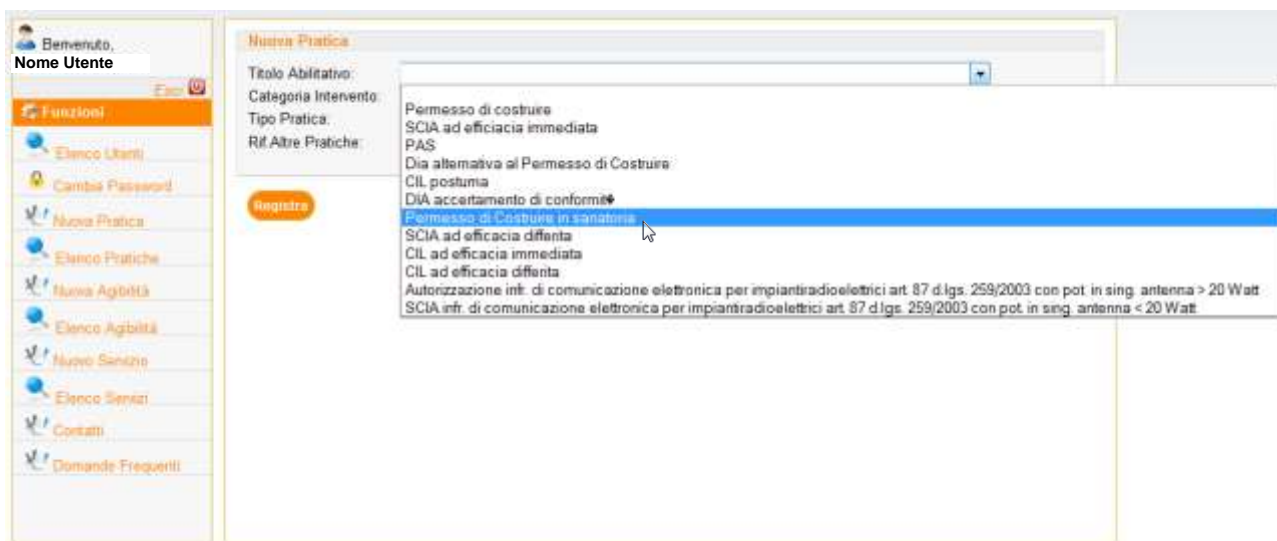 Benvenuto,
Nome Utente
Esci
Funzioni
Elenco Utenti
Cambia Password
Nuova Pratica
Elenco Pratiche
Nuova Agibilità
Elenco Agibilità
Nuovo Servizio
Elenco Servizi
Contatti
Domande Frequenti
Nuova Pratica
Titolo Abilitativo:
Categoria Intervento:
Tipo Pratica:
Rif.Altre Pratiche:
Registra
Permesso di costruire
SCIA ad efficiacia immediata
PAS
Dia alternativa al Permesso di Costruire
CIL postuma
DIA accertamento di conformit�
Permesso di Costruire in sanatoria
SCIA ad efficacia differita
CIL ad efficacia immediata
CIL ad efficacia differita
Autorizzazione infr. di comunicazione elettronica per impiantiradioelettrici art. 87 d.lgs. 259/2003 con pot. in sing. antenna > 20 Watt
SCIA infr. di comunicazione elettronica per impiantiradioelettrici art. 87 d.lgs. 259/2003 con pot. in sing. antenna < 20 Watt